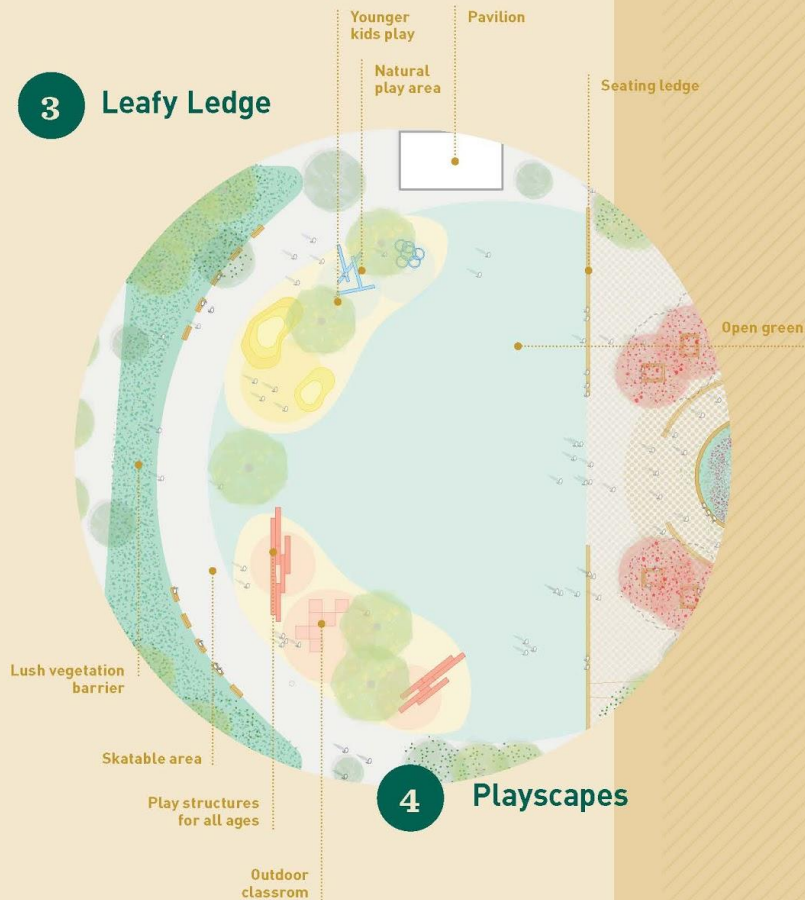 Younger
kids play
Pavilion
Natural
play area
Seating ledge
3
Leafy Ledge
Open green
Lush vegetation
barrier
Skatable area
Play structures
for all ages
4
Playscapes
Outdoor
classrom